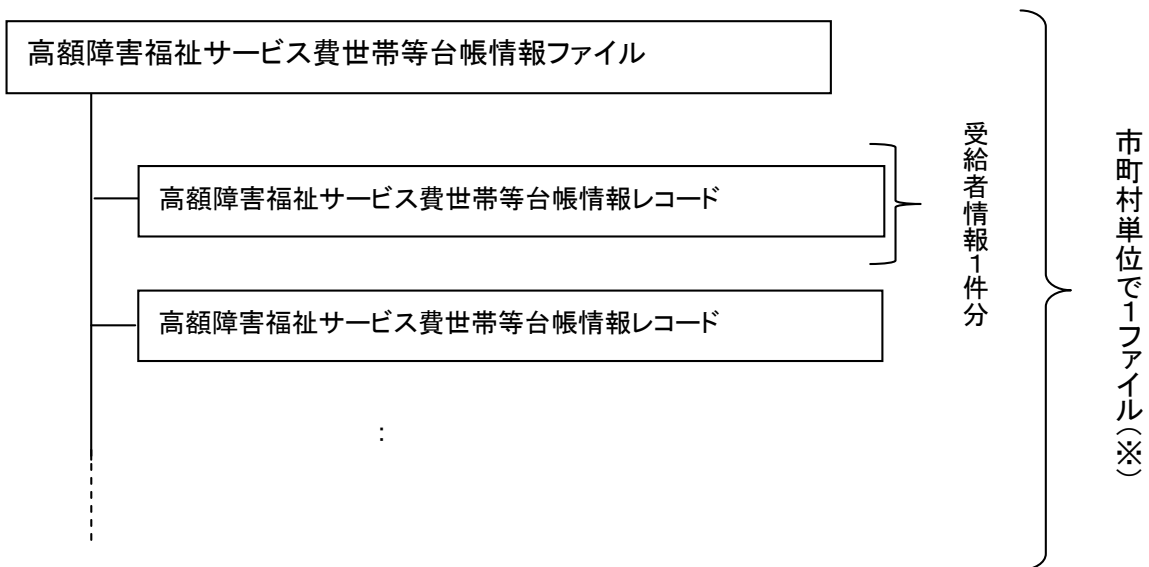 高額障害福祉サービス費世帯等台帳情報ファイル
高額障害福祉サービス費世帯等台帳情報レコード
受給者情報1件分
高額障害福祉サービス費世帯等台帳情報レコード
:
市町村単位で1ファイル(※)